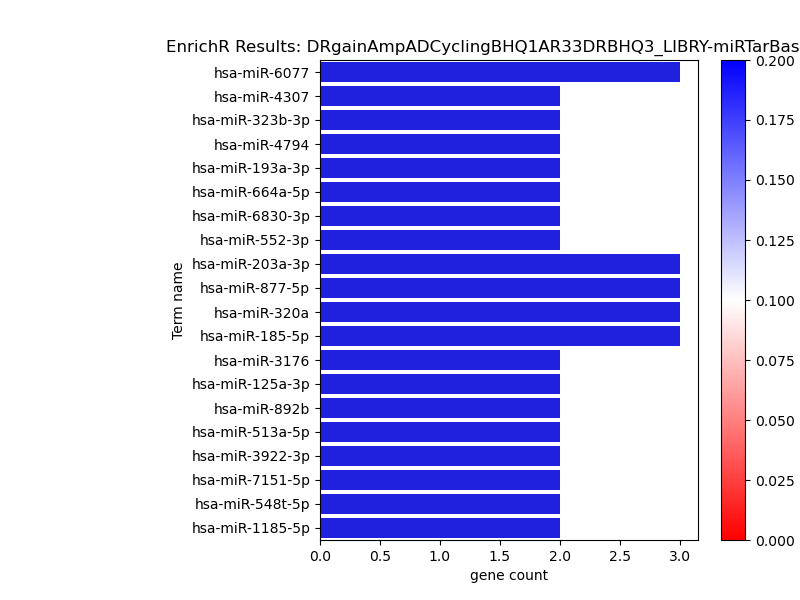 EnrichR Results: DRgainAmpADCyclingBHQ1AR33DRBHQ3_LIBRY-miRTarBas
hsa-miR-6077
hsa-miR-4307
hsa-miR-323b-3p
hsa-miR-4794
hsa-miR-193a-3p
hsa-miR-664a-5p
hsa-miR-6830-3p
hsa-miR-552-3p
hsa-miR-203a-3p
hsa-miR-877-5p
hsa-miR-320a
hsa-miR-185-5p
hsa-miR-3176
hsa-miR-125a-3p
hsa-miR-892b
hsa-miR-513a-5p
hsa-miR-3922-3p
hsa-miR-7151-5p
hsa-miR-548t-5p
hsa-miR-1185-5p
Term name
0.0 0.5 1.0 1.5 2.0 2.5 3.0
gene count
0.200
0.175
0.150
0.125
0.100
0.075
0.050
0.025
0.000